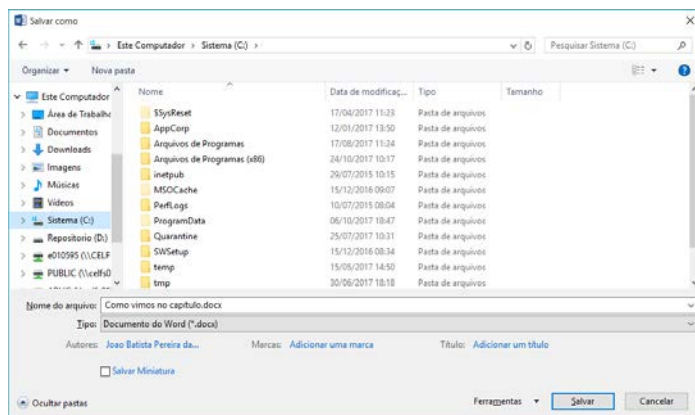 Salvar como
Este Computador > Sistema (C:) >
Pesquisar Sistema (C:)
Organizar Nova pasta
Nome Data de modificaç... Tipo Tamanho
Este Computador
Área de Trabalho
Documentos
Downloads
Imagens
Músicas
Vídeos
Sistema (C:)
Repositorio (D:)
e010595 (\\CELF
PUBLIC (\\celfs0
$SysReset 17/04/2017 11:23 Pasta de arquivos
AppCorp 12/01/2017 13:50 Pasta de arquivos
Arquivos de Programas 17/08/2017 11:24 Pasta de arquivos
Arquivos de Programas (x86) 24/10/2017 10:17 Pasta de arquivos
inetpub 29/07/2015 10:15 Pasta de arquivos
MSOCache 15/12/2016 09:07 Pasta de arquivos
PerfLogs 10/07/2015 08:04 Pasta de arquivos
ProgramData 06/10/2017 18:47 Pasta de arquivos
Quarantine 25/07/2017 10:31 Pasta de arquivos
SWSetup 15/12/2016 08:34 Pasta de arquivos
temp 15/05/2017 14:50 Pasta de arquivos
tmp 30/06/2017 18:18 Pasta de arquivos
Nome do arquivo: Como vimos no capítulo.docx
Tipo: Documento do Word (*.docx)
Autores: Joao Batista Pereira da... Marcas: Adicionar uma marca Título: Adicionar um título
Salvar Miniatura
Ocultar pastas Ferramentas Salvar Cancelar